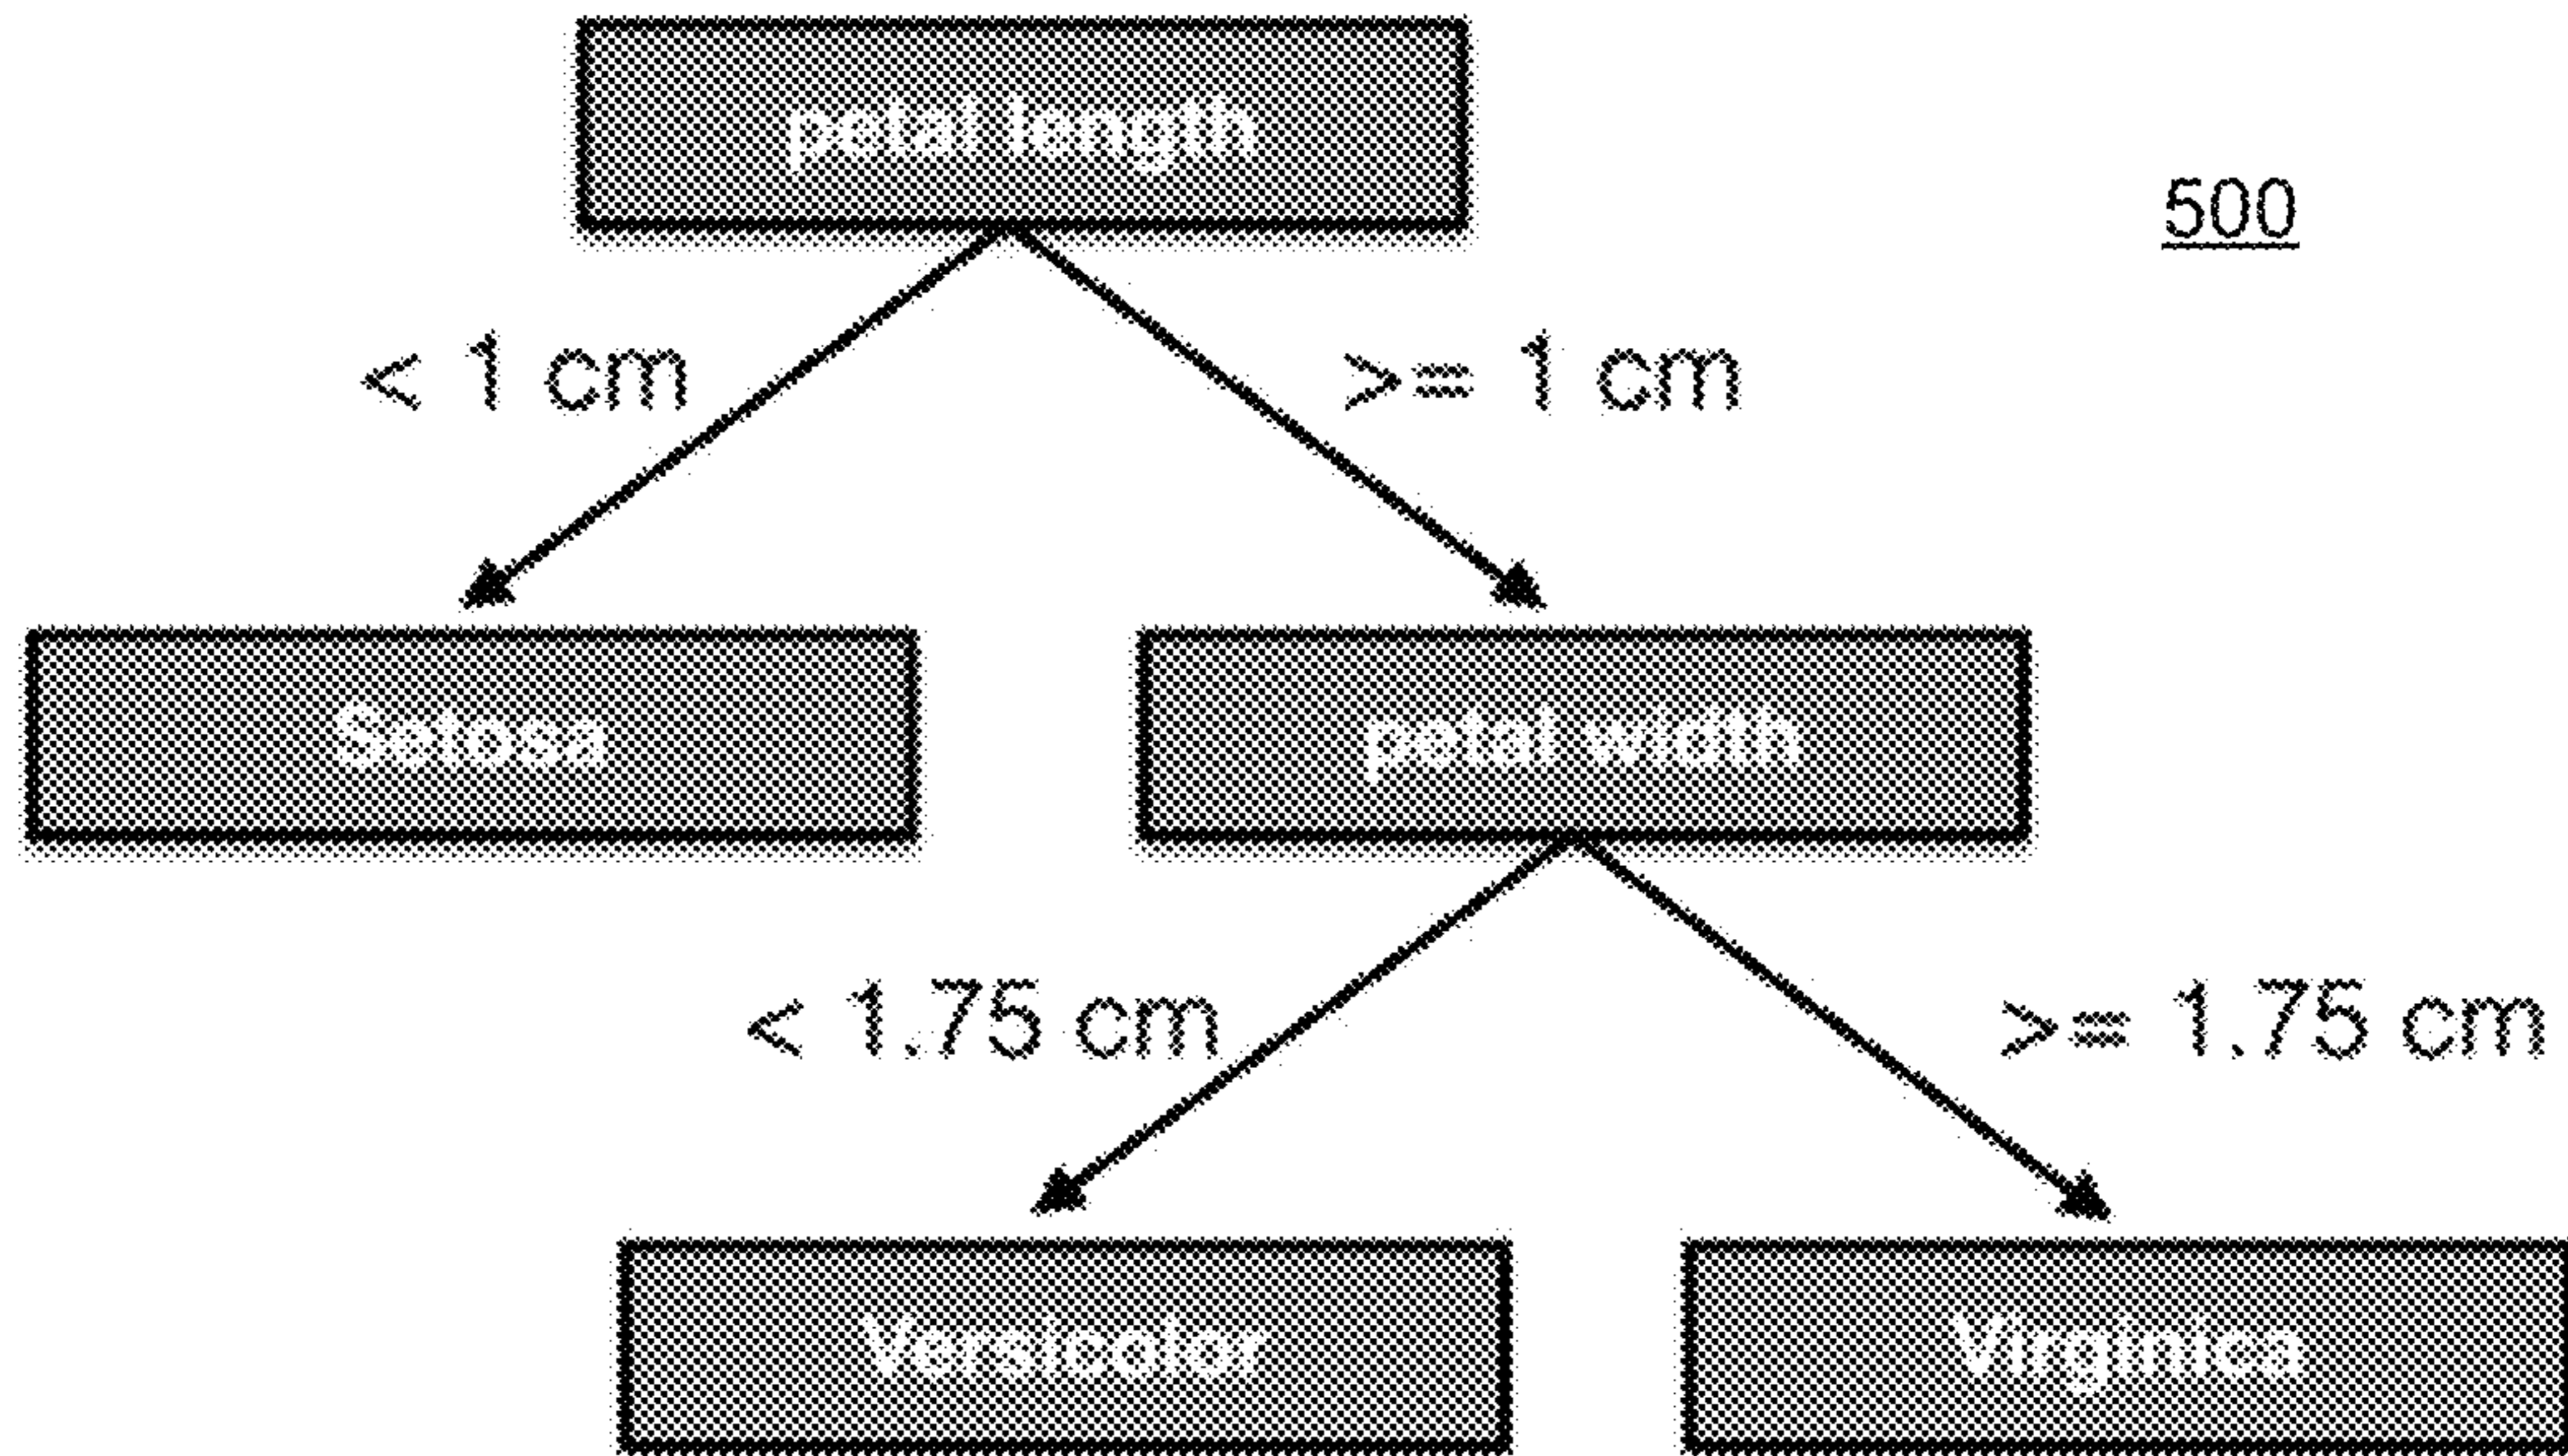 petal length
500
< 1 cm
>= 1 cm
Setosa
petal width
< 1.75 cm
>= 1.75 cm
Versicolor
Virginica